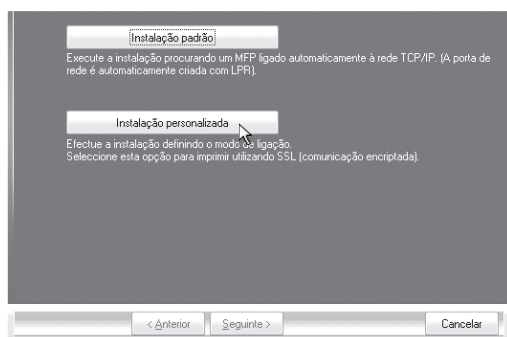 Instalação padrão
Execute a instalação procurando um MFP ligado automaticamente à rede TCP/IP. (A porta de
rede é automaticamente criada com LPR).
Instalação personalizada
Efectue a instalação definindo o modo de ligação.
Seleccione esta opção para imprimir utilizando SSL (comunicação encriptada).
< Anterior
Seguinte >
Cancelar